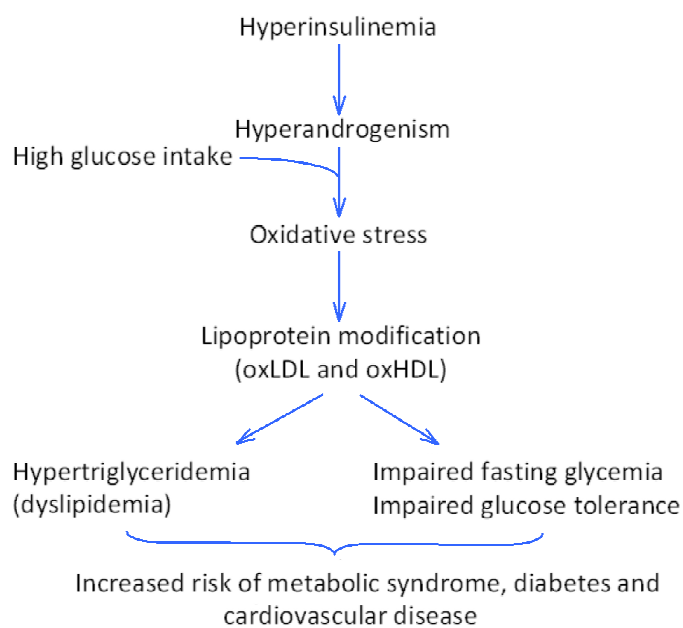 Hyperinsulinemia
Hyperandrogenism
High glucose intake
Oxidative stress
Lipoprotein modification
(oxLDL and oxHDL)
Hypertriglyceridemia
(dyslipidemia)
Impaired fasting glycemia
Impaired glucose tolerance
Increased risk of metabolic syndrome, diabetes and
cardiovascular disease